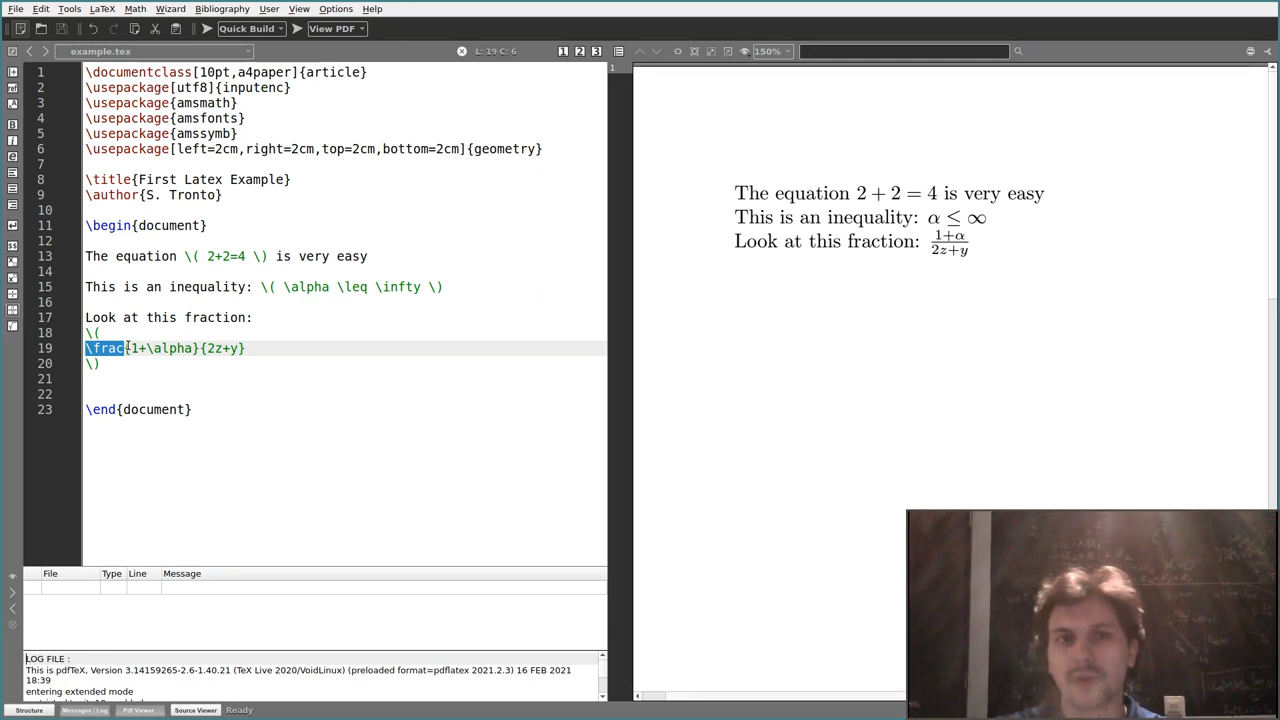 File Edit Tools LaTeX Math Wizard Bibliography User View Options Help
Quick Build View PDF
example.tex L: 19 C: 6 1 2 3 150%
1
1 \documentclass[10pt,a4paper]{article}
2 \usepackage[utf8]{inputenc}
3 \usepackage{amsmath}
4 \usepackage{amsfonts}
5 \usepackage{amssymb}
6 \usepackage[left=2cm,right=2cm,top=2cm,bottom=2cm]{geometry}
7
8 \title{First Latex Example}
9 \author{S. Tronto}
10
11 \begin{document}
12
13 The equation \( 2+2=4 \) is very easy
14
15 This is an inequality: \( \alpha \leq \infty \)
16
17 Look at this fraction:
18 \(
19 \frac{1+\alpha}{2z+y}
20 \)
21
22
23 \end{document}
The equation 2 + 2 = 4 is very easy
This is an inequality: α ≤ ∞
Look at this fraction: 1+α
2z+y
File Type Line Message
LOG FILE :
This is pdfTeX, Version 3.14159265-2.6-1.40.21 (TeX Live 2020/VoidLinux) (preloaded format=pdflatex 2021.2.3) 16 FEB 2021
18:39
entering extended mode
Structure Messages / Log Pdf Viewer Source Viewer Ready